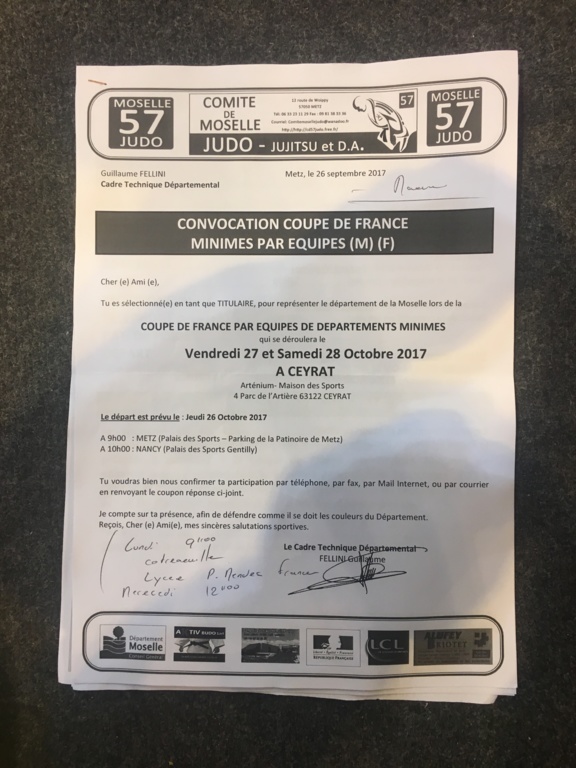 MOSELLE
57
JUDO
COMITE
DE
MOSELLE
57
JUDO - JUJITSU et D.A.
MOSELLE
57
JUDO
Guillaume FELLINI
Metz, le 26 septembre 2017
Cadre Technique Départemental
CONVOCATION COUPE DE FRANCE
MINIMES PAR EQUIPES (M) (F)
Cher (e) Ami (e),
Tu es sélectionné(e) en tant que TITULAIRE, pour représenter le département de la Moselle lors de la
COUPE DE FRANCE PAR EQUIPES DE DEPARTEMENTS MINIMES
qui se déroulera le
Vendredi 27 et Samedi 28 Octobre 2017
A CEYRAT
Arténium- Maison des Sports
4 Parc de l'Artière 63122 CEYRAT
Le départ est prévu le : Jeudi 26 Octobre 2017
A 9h00 : METZ (Palais des Sports – Parking de la Patinoire de Metz)
A 10h00 : NANCY (Palais des Sports Gentilly)
Tu voudras bien nous confirmer ta participation par téléphone, par fax, par Mail Internet, ou par courrier
en renvoyant le coupon réponse ci-joint.
Je compte sur ta présence, afin de défendre comme il se doit les couleurs du Département.
Reçois, Cher (e) Ami(e), mes sincères salutations sportives.
Le Cadre Technique Départemental
FELLINI Guillaume
Lundi 9h00
Lycée P. Mendez France
Mercredi 12h00
Département
Moselle
RÉPUBLIQUE FRANÇAISE
LCL